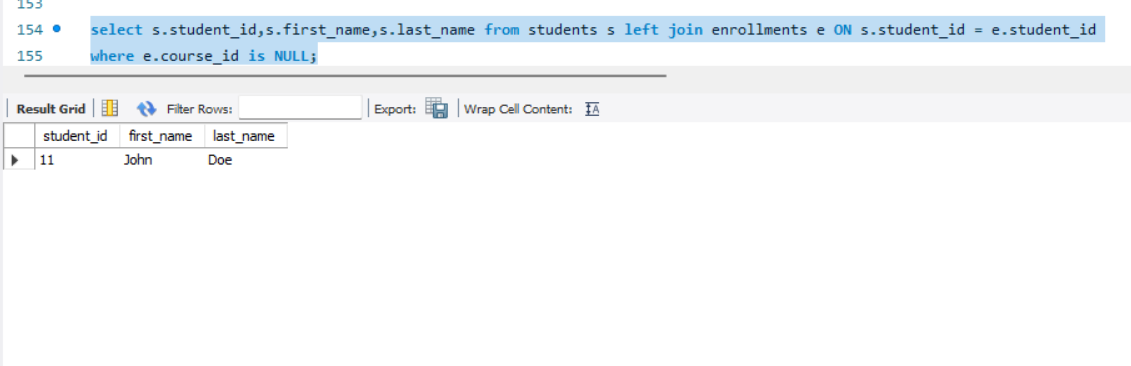 153
154 select s.student_id,s.first_name,s.last_name from students s left join enrollments e ON s.student_id = e.student_id
155 where e.course_id is NULL;
Result Grid Filter Rows: Export: Wrap Cell Content: IA
student_id first_name last_name
11 John Doe